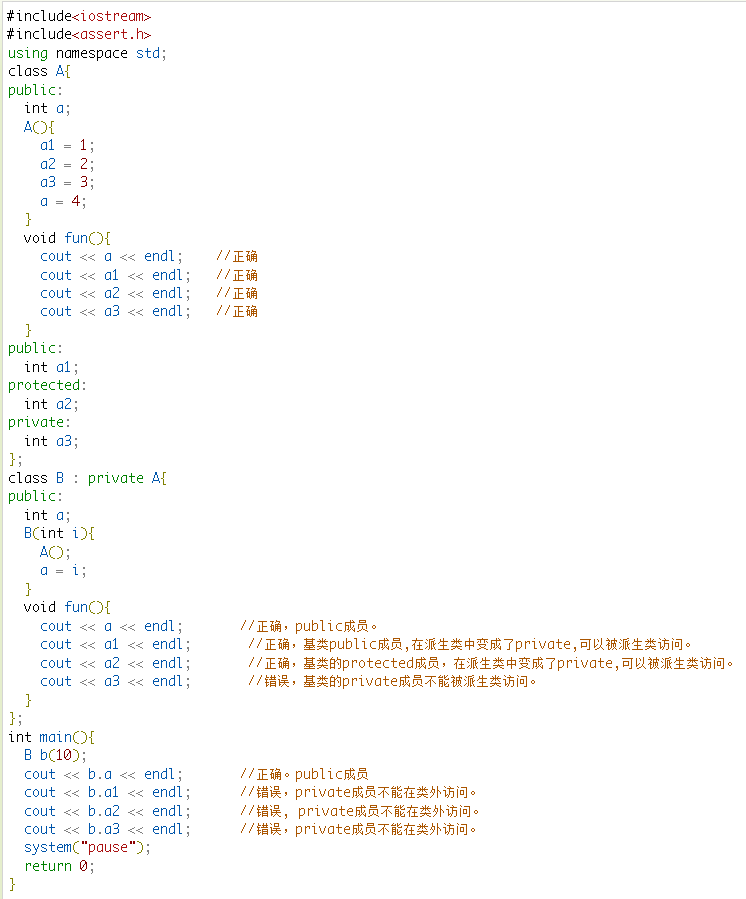 #include<iostream>
#include<assert.h>
using namespace std;
class A{
public:
  int a;
  A(){
    a1 = 1;
    a2 = 2;
    a3 = 3;
    a = 4;
  }
  void fun(){
    cout << a << endl;    //正确
    cout << a1 << endl;   //正确
    cout << a2 << endl;   //正确
    cout << a3 << endl;   //正确
  }
public:
  int a1;
protected:
  int a2;
private:
  int a3;
};
class B : private A{
public:
  int a;
  B(int i){
    A();
    a = i;
  }
  void fun(){
    cout << a << endl;       //正确，public成员。
    cout << a1 << endl;       //正确，基类public成员,在派生类中变成了private,可以被派生类访问。
    cout << a2 << endl;       //正确，基类的protected成员，在派生类中变成了private,可以被派生类访问。
    cout << a3 << endl;       //错误，基类的private成员不能被派生类访问。
  }
};
int main(){
  B b(10);
  cout << b.a << endl;       //正确。public成员
  cout << b.a1 << endl;      //错误，private成员不能在类外访问。
  cout << b.a2 << endl;      //错误, private成员不能在类外访问。
  cout << b.a3 << endl;      //错误，private成员不能在类外访问。
  system("pause");
  return 0;
}